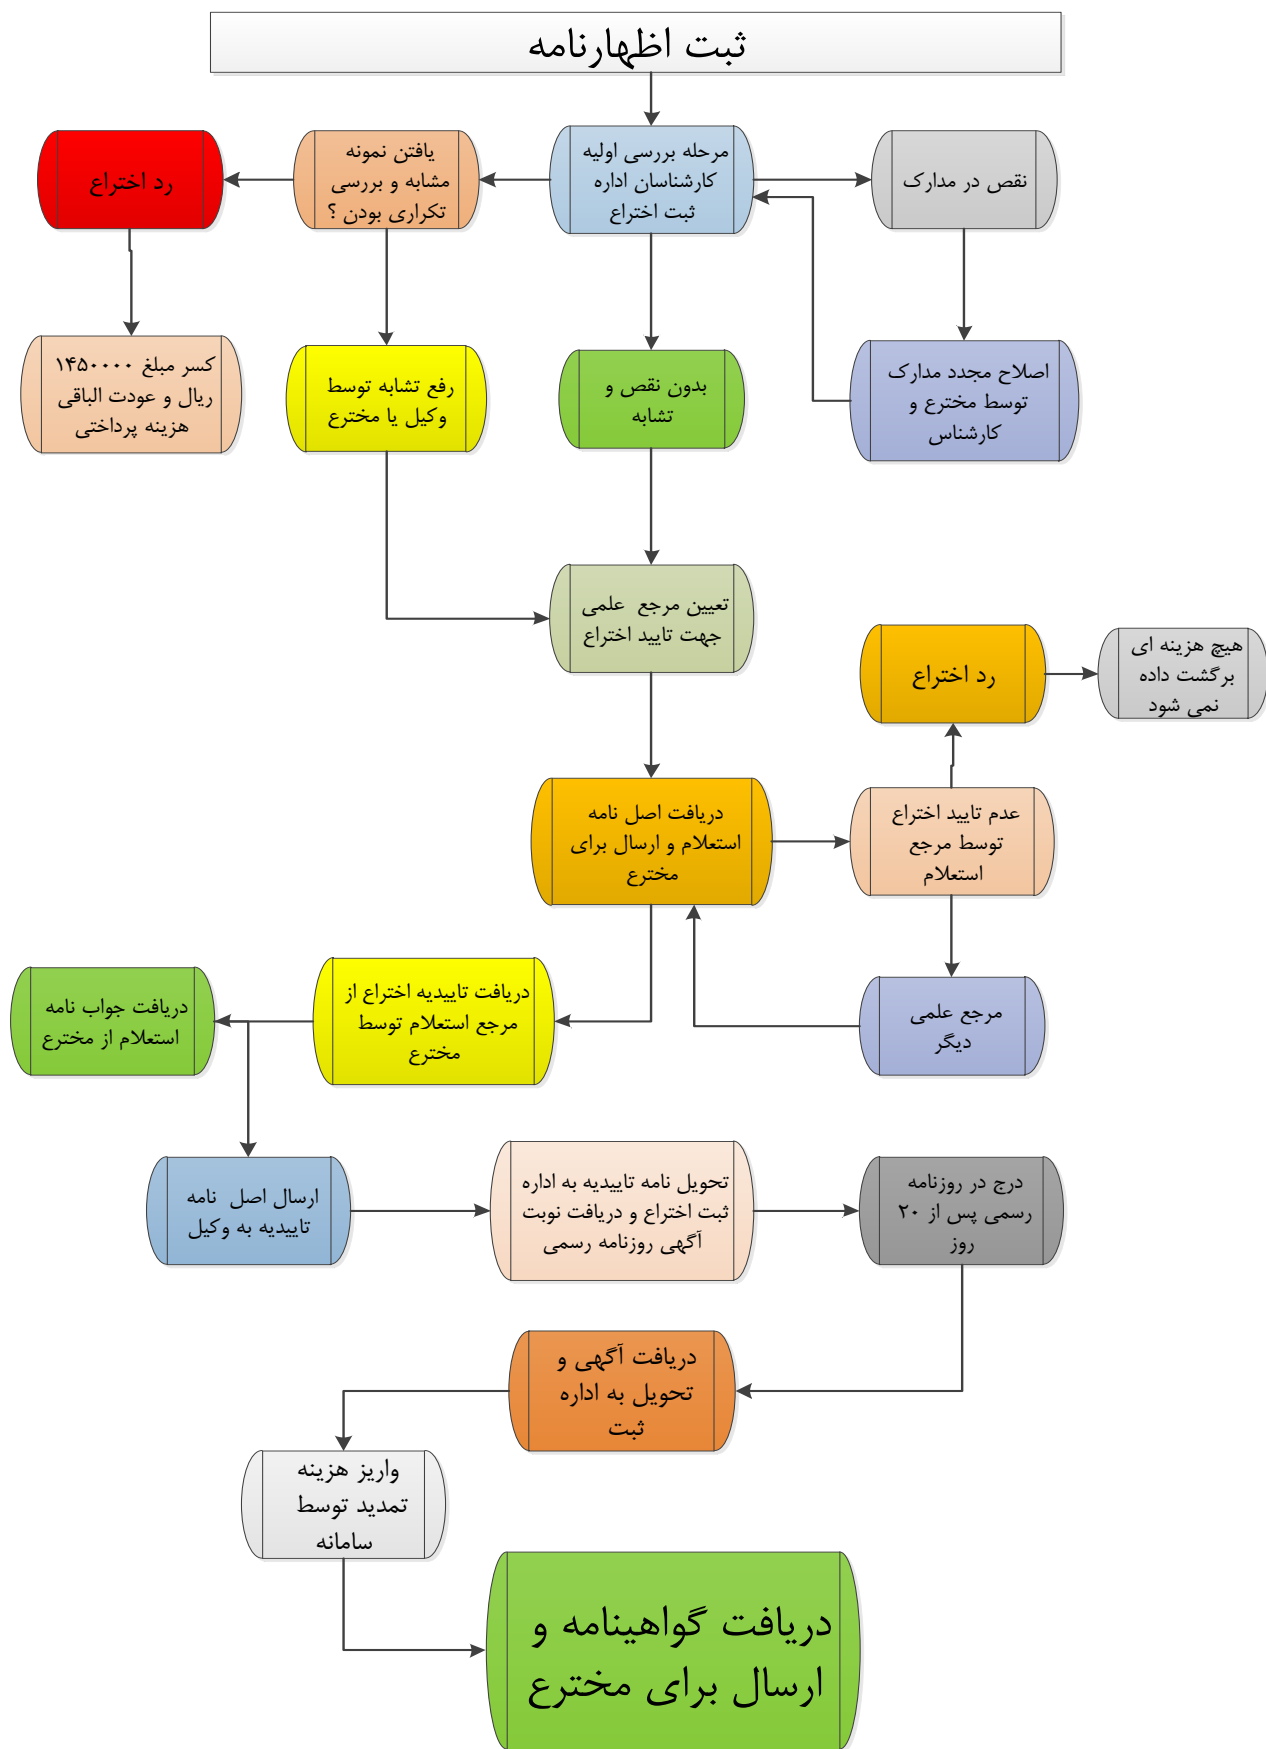 ثبت اظهارنامه
نقص در مدارک
مرحله بررسی اولیه
کارشناسان اداره
ثبت اختراع
یافتن نمونه
مشابه و بررسی
تکراری بودن ؟
رد اختراع
اصلاح مجدد مدارک
توسط مخترع و
کارشناس
بدون نقص و
تشابه
رفع تشابه توسط
وکیل یا مخترع
کسر مبلغ ۱۴۵۰۰۰۰
ریال و عودت الباقی
هزینه پرداختی
تعیین مرجع علمی
جهت تایید اختراع
هیچ هزینه ای
برگشت داده
نمی شود
رد اختراع
عدم تایید اختراع
توسط مرجع
استعلام
دریافت اصل نامه
استعلام و ارسال برای
مخترع
مرجع علمی
دیگر
دریافت تاییدیه اختراع از
مرجع استعلام توسط
مخترع
دریافت جواب نامه
استعلام از مخترع
ارسال اصل نامه
تاییدیه به وکیل
تحویل نامه تاییدیه به اداره
ثبت اختراع و دریافت نوبت
آگهی روزنامه رسمی
درج در روزنامه
رسمی پس از ۲۰
روز
دریافت آگهی و
تحویل به اداره
ثبت
واریز هزینه
تمدید توسط
سامانه
دریافت گواهینامه و
ارسال برای مخترع